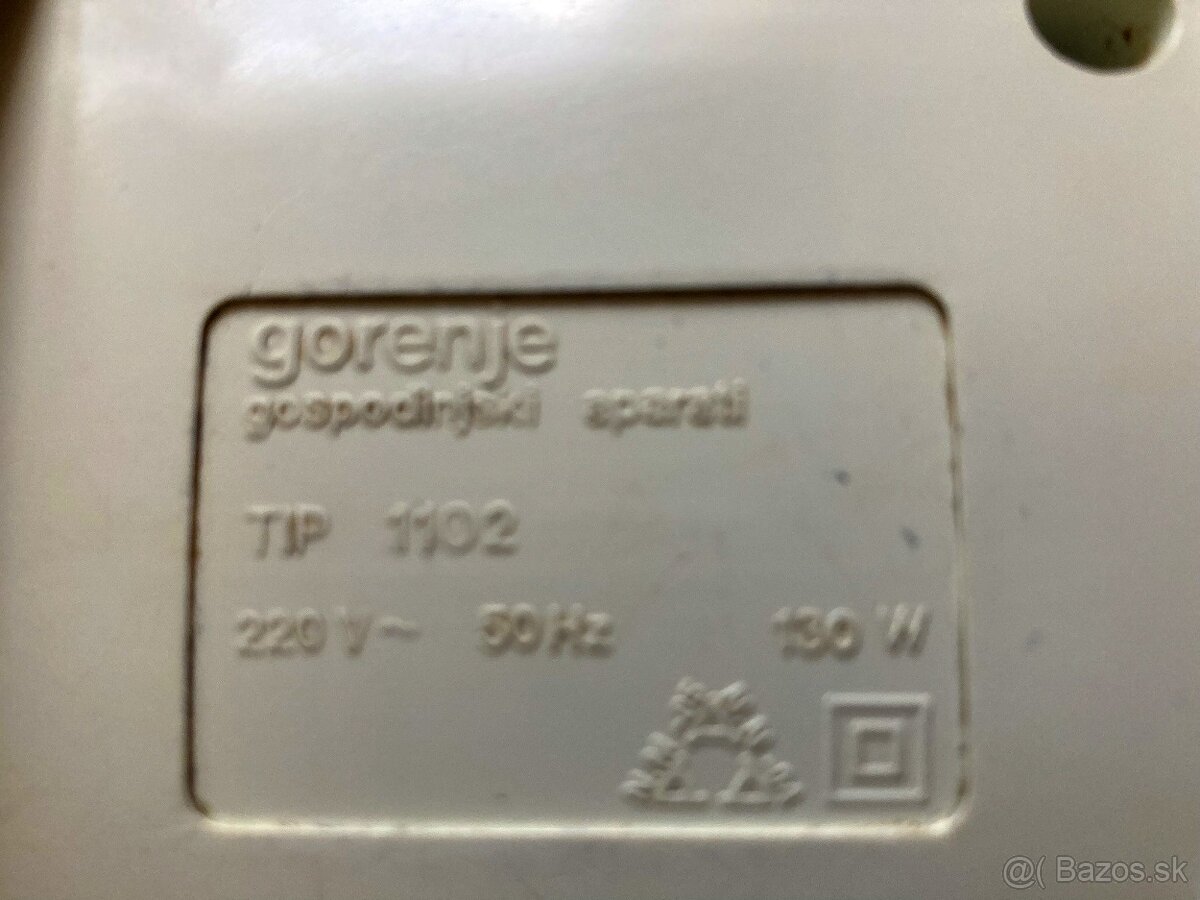 gorenje
gospodinjski aparati
TIP 1102
220 V~ 50 Hz 130 W
@( Bazos.sk